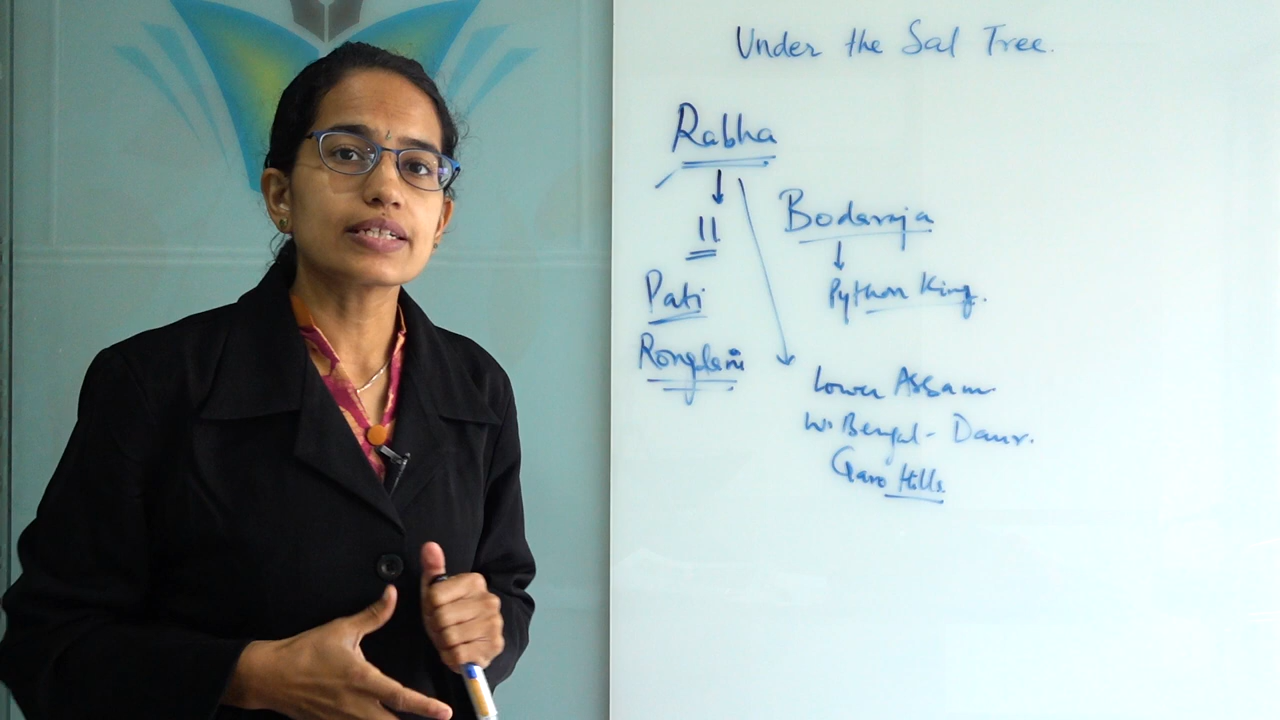 Under the Sal Tree.
Rabha
11
Pati
Rongdani
Bodaraja
Python King.
Lower Assam
W. Bengal - Daur.
Garo Hills